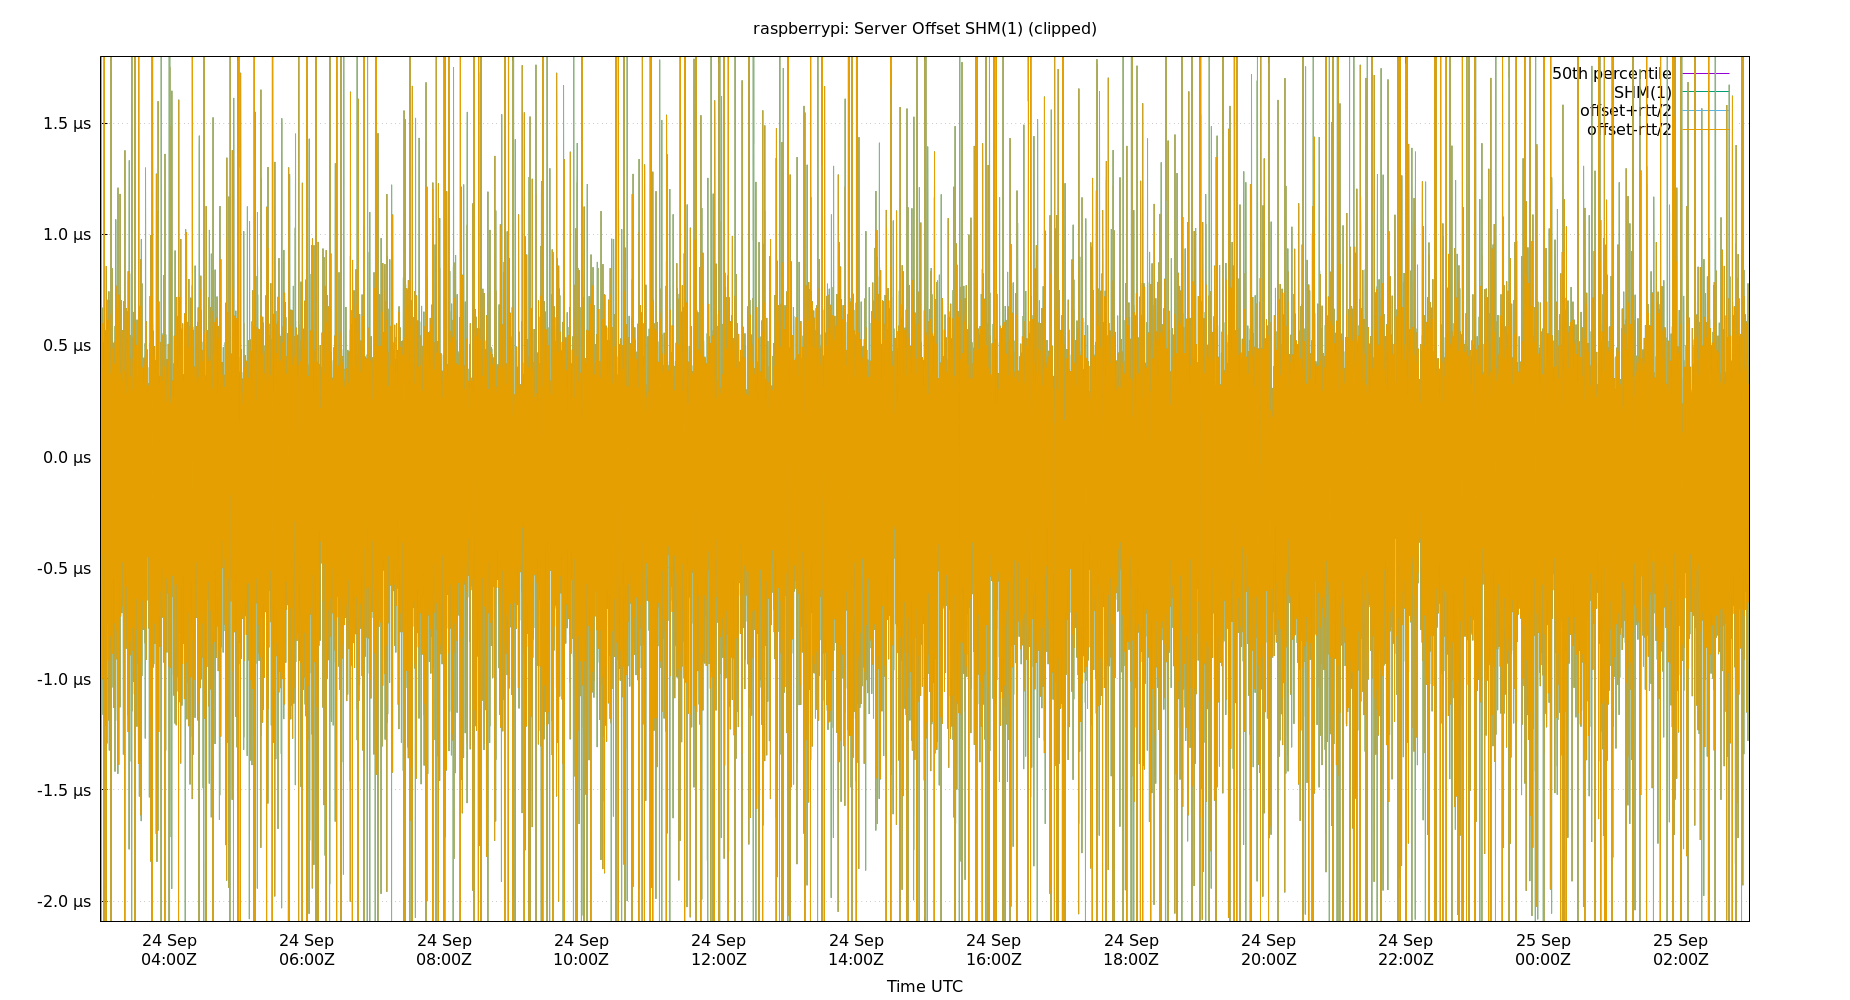 raspberrypi: Server Offset SHM(1) (clipped)
50th percentile
SHM(1)
offset+rtt/2
offset-rtt/2
1.5 µs
1.0 µs
0.5 µs
0.0 µs
-0.5 µs
-1.0 µs
-1.5 µs
-2.0 µs
24 Sep 24 Sep 24 Sep 24 Sep 24 Sep 24 Sep 24 Sep 24 Sep 24 Sep 24 Sep 25 Sep 25 Sep
04:00Z 06:00Z 08:00Z 10:00Z 12:00Z 14:00Z 16:00Z 18:00Z 20:00Z 22:00Z 00:00Z 02:00Z
Time UTC